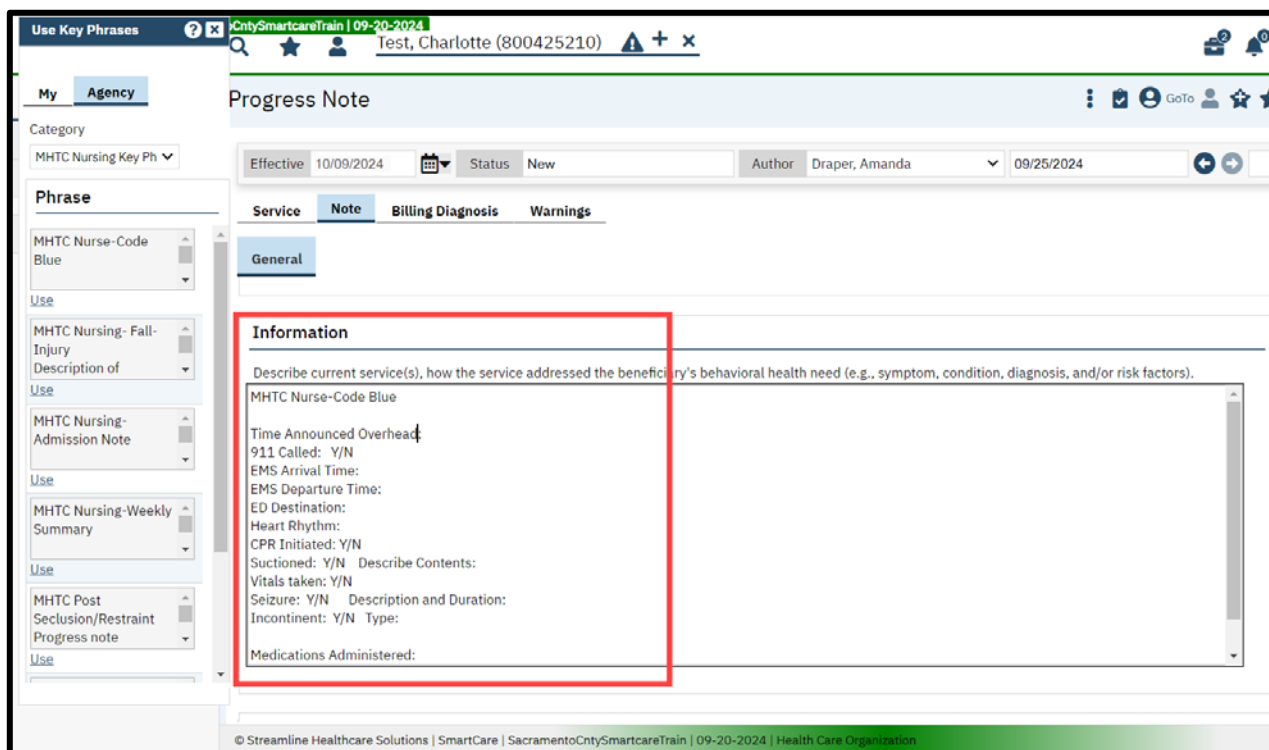 Use Key Phrases
?
oCntySmartcareTrain | 09-20-2024
Test, Charlotte (800425210)
2
0
My
Agency
Progress Note
GoTo
Category
MHTC Nursing Key Ph
Effective
10/09/2024
Status
New
Author
Draper, Amanda
09/25/2024
Phrase
Service
Note
Billing Diagnosis
Warnings
General
MHTC Nurse-Code
Blue
Use
MHTC Nursing- Fall-
Injury
Description of
Use
MHTC Nursing-
Admission Note
Use
MHTC Nursing-Weekly
Summary
Use
MHTC Post
Seclusion/Restraint
Progress note
Use
Information
Describe current service(s), how the service addressed the beneficiary's behavioral health need (e.g., symptom, condition, diagnosis, and/or risk factors).
MHTC Nurse-Code Blue
Time Announced Overhead:
911 Called: Y/N
EMS Arrival Time:
EMS Departure Time:
ED Destination:
Heart Rhythm:
CPR Initiated: Y/N
Suctioned: Y/N Describe Contents:
Vitals taken: Y/N
Seizure: Y/N Description and Duration:
Incontinent: Y/N Type:
Medications Administered:
© Streamline Healthcare Solutions | SmartCare | SacramentoCntySmartcareTrain | 09-20-2024 | Health Care Organization